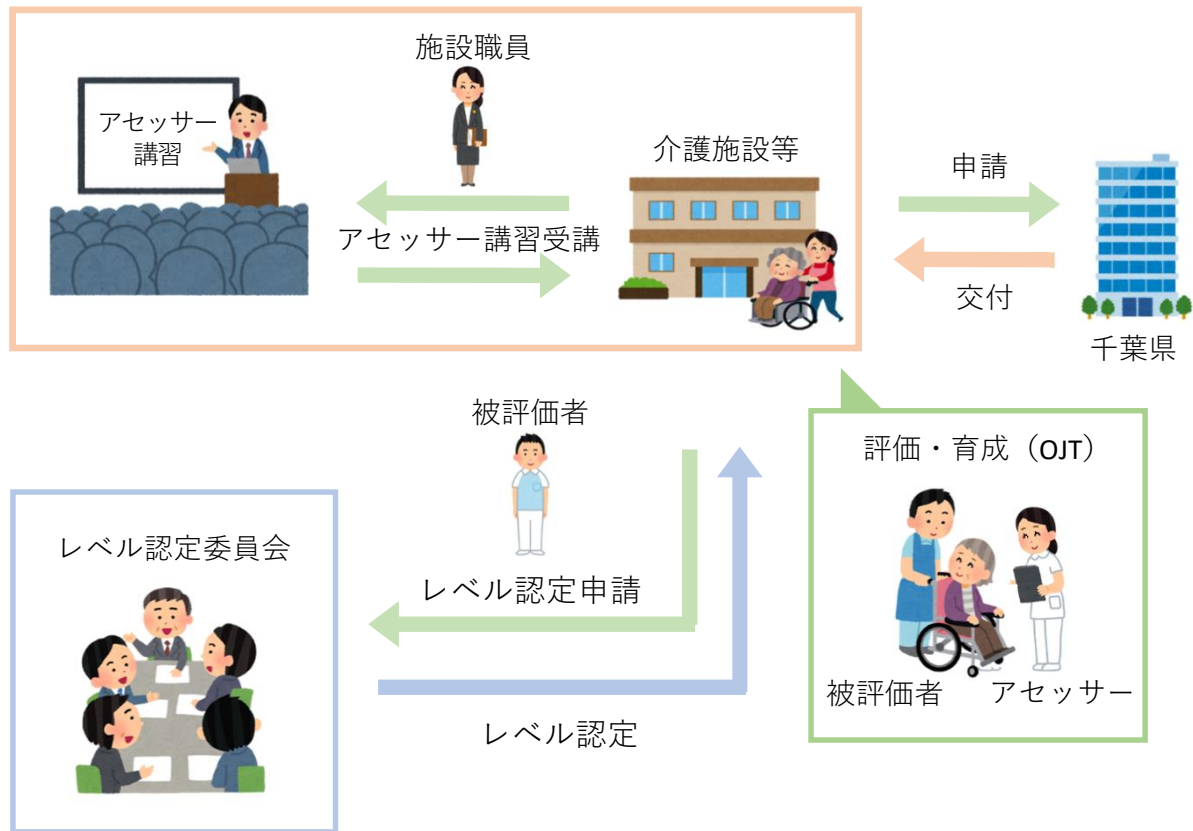 施設職員
アセッサー
講習
介護施設等
申請
アセッサー講習受講
交付
千葉県
被評価者
評価・育成（OJT）
レベル認定委員会
レベル認定申請
被評価者
アセッサー
レベル認定